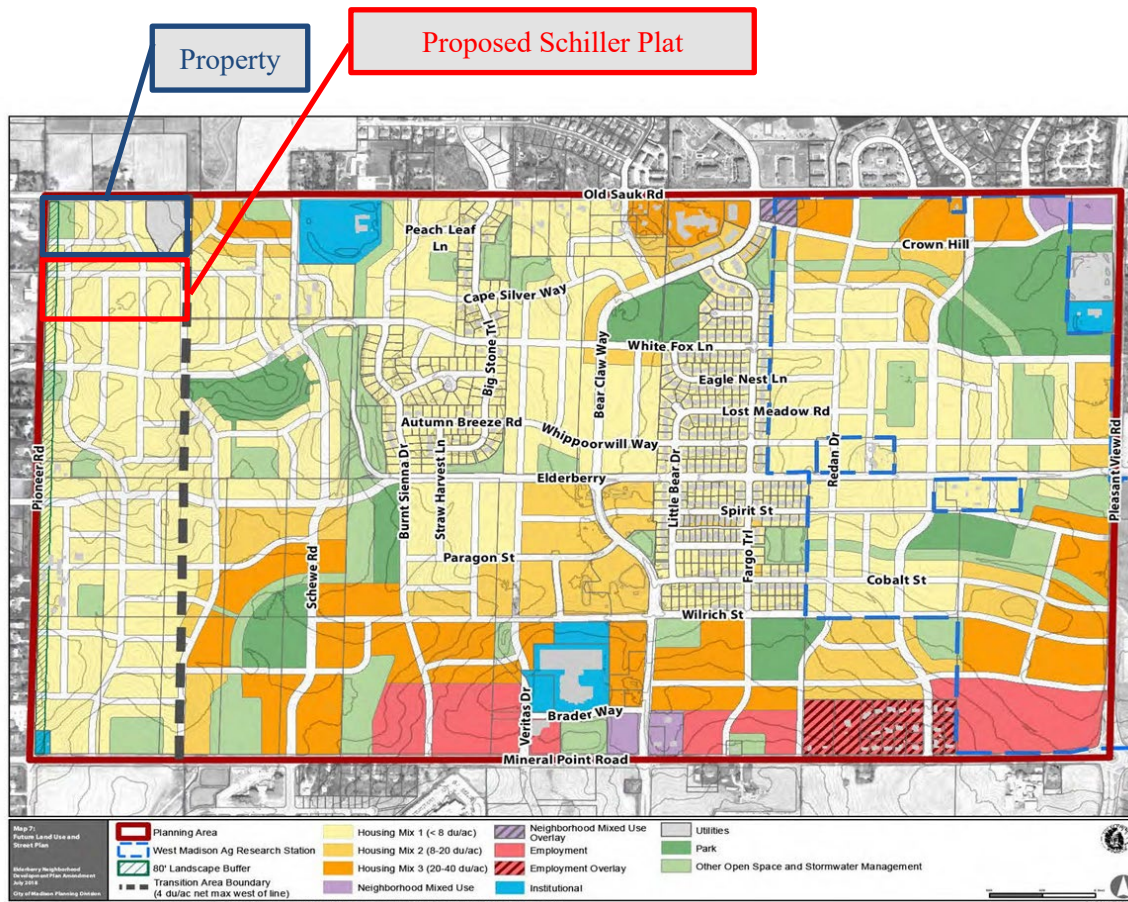 Property
Proposed Schiller Plat
Old Sauk Rd
Peach Leaf
Ln
Crown Hill
Cape Silver Way
Big Stone Trl
Bear Claw Way
White Fox Ln
Eagle Nest Ln
Lost Meadow Rd
Autumn Breeze Rd
Whippoorwill Way
Redan Dr
Pioneer Rd
Pleasant View Rd
Elderberry
Burnt Sienna Dr
Straw Harvest Ln
Little Bear Dr
Spirit St
Fargo Trl
Paragon St
Schewe Rd
Cobalt St
Wilrich St
Veritas Dr
Brader Way
Mineral Point Road
Map 7:
Future Land Use and
Street Plan
Elderberry Neighborhood
Development Plan Amendment
July 2018
City of Madison Planning Division
Planning Area
West Madison Ag Research Station
80' Landscape Buffer
Transition Area Boundary
(4 du/ac net max west of line)
Housing Mix 1 (< 8 du/ac)
Housing Mix 2 (8-20 du/ac)
Housing Mix 3 (20-40 du/ac)
Neighborhood Mixed Use
Neighborhood Mixed Use
Overlay
Employment
Employment Overlay
Institutional
Utilities
Park
Other Open Space and Stormwater Management